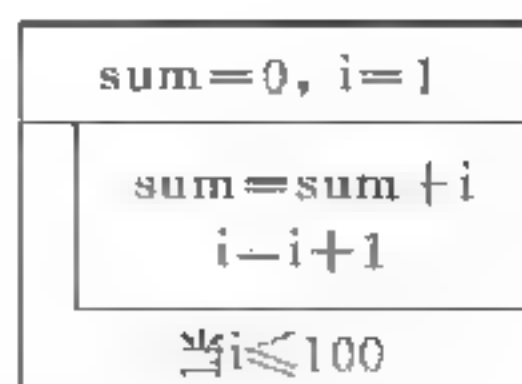 sum=0, i=1
sum=sum+i
i=i+1
当i≤100